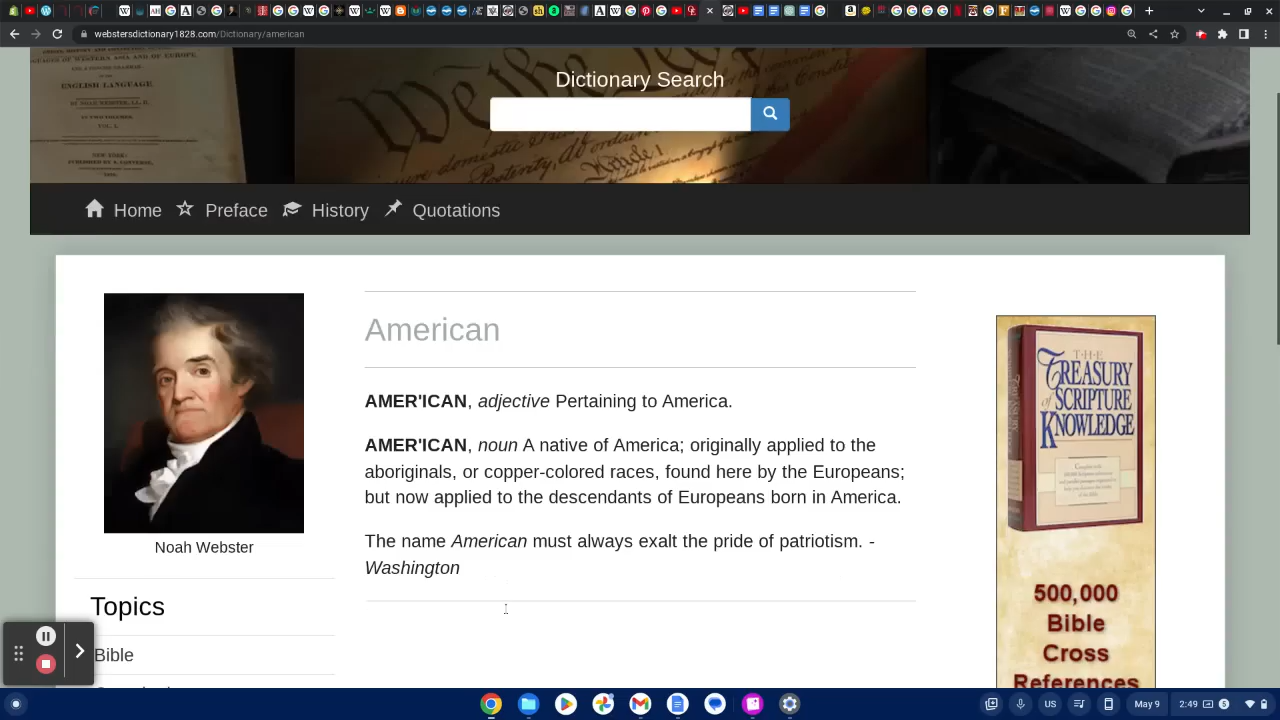 webstersdictionary1828.com/Dictionary/american
ENGLISH LANGUAGE
Dictionary Search
Home Preface History Quotations
American
AMER'ICAN, adjective Pertaining to America.
AMER'ICAN, noun A native of America; originally applied to the
aboriginals, or copper-colored races, found here by the Europeans;
but now applied to the descendants of Europeans born in America.
The name American must always exalt the pride of patriotism. -
Washington
Noah Webster
Topics
Bible
THE
TREASURY
of SCRIPTURE
KNOWLEDGE
500,000
Bible
Cross
References
US
May 9
2:49